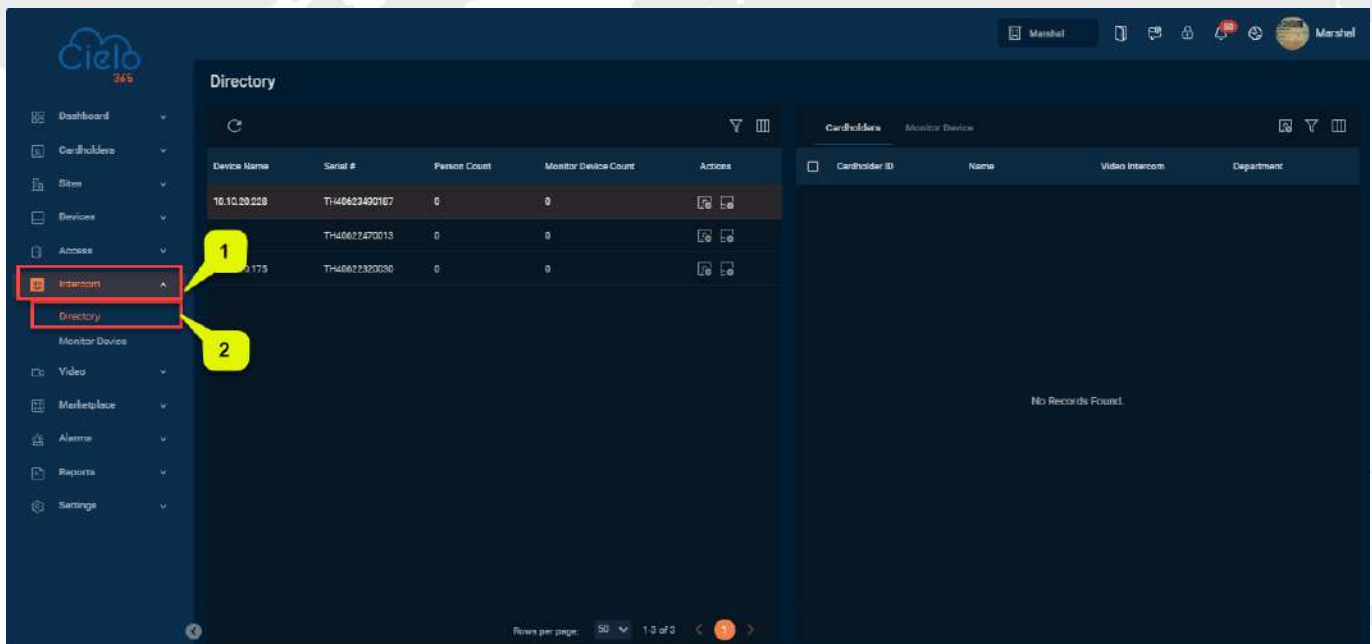 Cielo
365
Marshal
50
Marshal
Directory
Dashboard
Cardholders
Sites
Devices
Access
Intercom
Directory
Monitor Device
Video
Marketplace
Alarms
Reports
Settings
1
2
Device Name Serial # Person Count Monitor Device Count Actions
10.10.20.228 TH40623490187 0 0
TH40622470013 0 0
175 TH40622320030 0 0
Rows per page: 50 1-3 of 3 1
Cardholders Monitor Device
Cardholder ID Name Video Intercom Department
No Records Found.